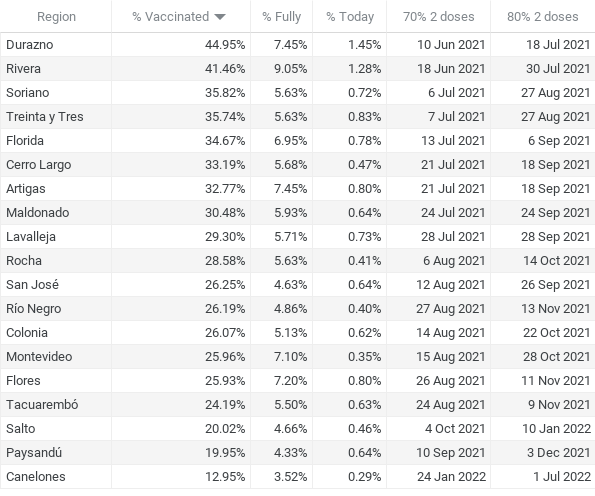 Region % Vaccinated % Fully % Today 70% 2 doses 80% 2 doses
Durazno 44.95% 7.45% 1.45% 10 Jun 2021 18 Jul 2021
Rivera 41.46% 9.05% 1.28% 18 Jun 2021 30 Jul 2021
Soriano 35.82% 5.63% 0.72% 6 Jul 2021 27 Aug 2021
Treinta y Tres 35.74% 5.63% 0.83% 7 Jul 2021 27 Aug 2021
Florida 34.67% 6.95% 0.78% 13 Jul 2021 6 Sep 2021
Cerro Largo 33.19% 5.68% 0.47% 21 Jul 2021 18 Sep 2021
Artigas 32.77% 7.45% 0.80% 21 Jul 2021 18 Sep 2021
Maldonado 30.48% 5.93% 0.64% 24 Jul 2021 24 Sep 2021
Lavalleja 29.30% 5.71% 0.73% 28 Jul 2021 28 Sep 2021
Rocha 28.58% 5.63% 0.41% 6 Aug 2021 14 Oct 2021
San José 26.25% 4.63% 0.64% 12 Aug 2021 26 Sep 2021
Río Negro 26.19% 4.86% 0.40% 27 Aug 2021 13 Nov 2021
Colonia 26.07% 5.13% 0.62% 14 Aug 2021 22 Oct 2021
Montevideo 25.96% 7.10% 0.35% 15 Aug 2021 28 Oct 2021
Flores 25.93% 7.20% 0.80% 26 Aug 2021 11 Nov 2021
Tacuarembó 24.19% 5.50% 0.63% 24 Aug 2021 9 Nov 2021
Salto 20.02% 4.66% 0.46% 4 Oct 2021 10 Jan 2022
Paysandú 19.95% 4.33% 0.64% 10 Sep 2021 3 Dec 2021
Canelones 12.95% 3.52% 0.29% 24 Jan 2022 1 Jul 2022